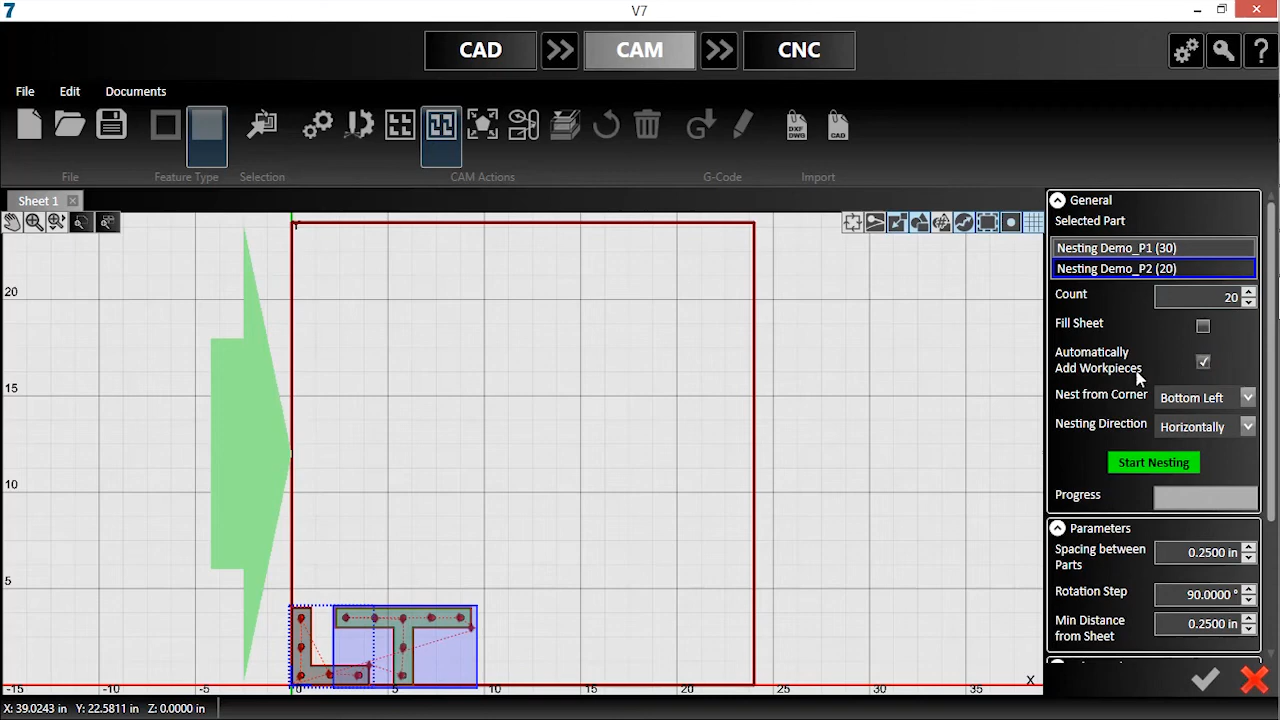 7
V7
CAD
CAM
CNC
File Edit Documents
DXF
DWG
CAD
File Feature Type Selection CAM Actions G-Code Import
Sheet 1
General
Selected Part
Nesting Demo_P1 (30)
Nesting Demo_P2 (20)
Count 20
Fill Sheet
Automatically
Add Workpieces
Nest from Corner Bottom Left
Nesting Direction Horizontally
Start Nesting
Progress
Parameters
Spacing between
Parts 0.2500 in
Rotation Step 90.0000 °
Min Distance
from Sheet 0.2500 in
Y
20
15
10
5
X
-15 -10 -5 0 5 10 15 20 25 30 35
X: 39.0243 in Y: 22.5811 in Z: 0.0000 in